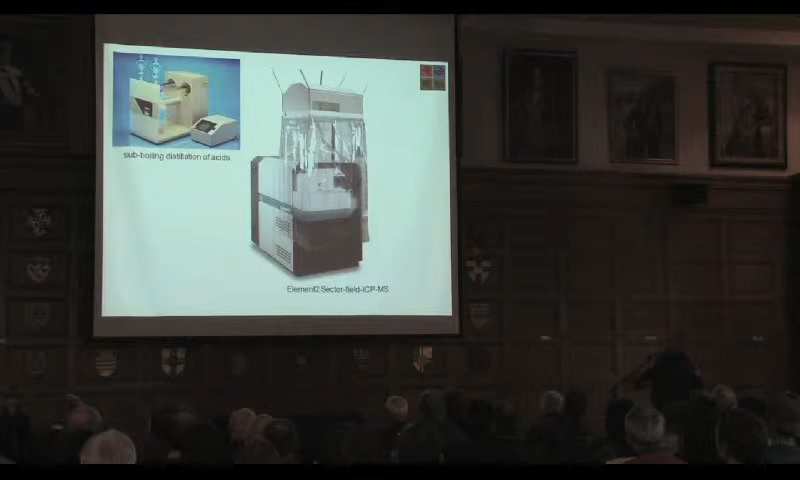 sub-boiling distillation of acids
Element2 Sector-field-ICP-MS